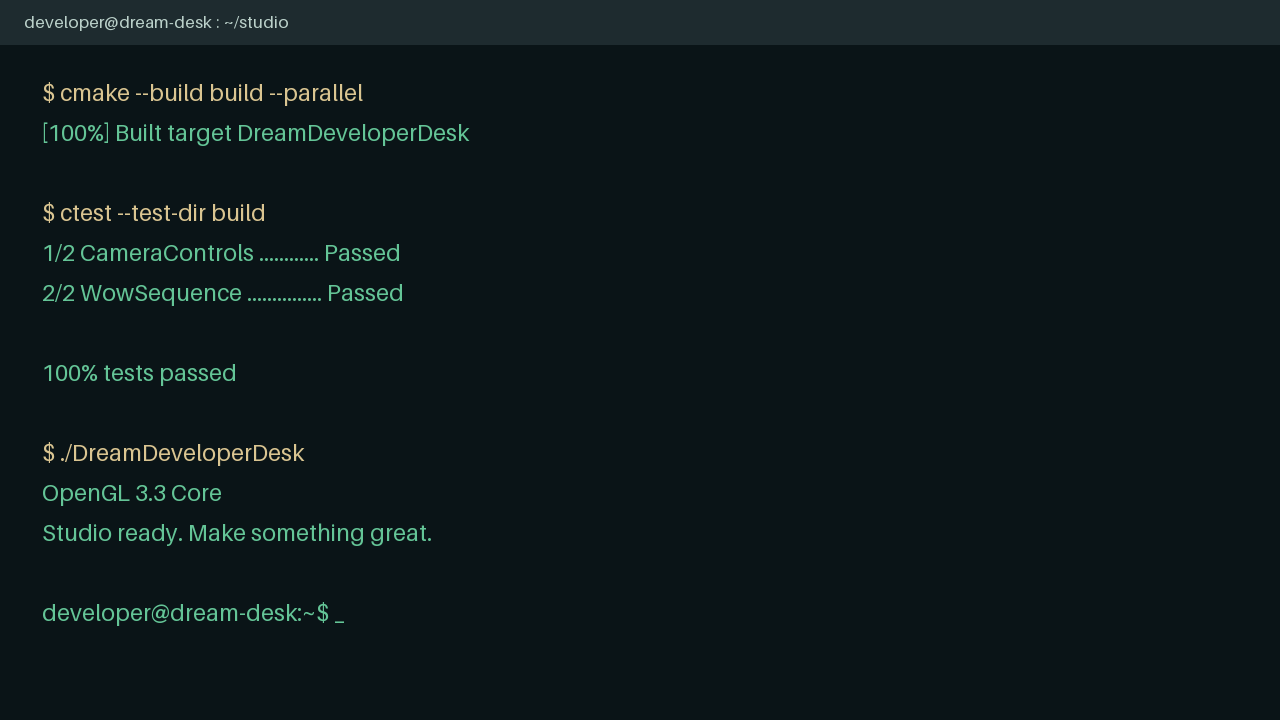 developer@dream-desk : ~/studio
$ cmake --build build --parallel
[100%] Built target DreamDeveloperDesk
$ ctest --test-dir build
1/2 CameraControls ............ Passed
2/2 WowSequence ............... Passed
100% tests passed
$ ./DreamDeveloperDesk
OpenGL 3.3 Core
Studio ready. Make something great.
developer@dream-desk:~$ _